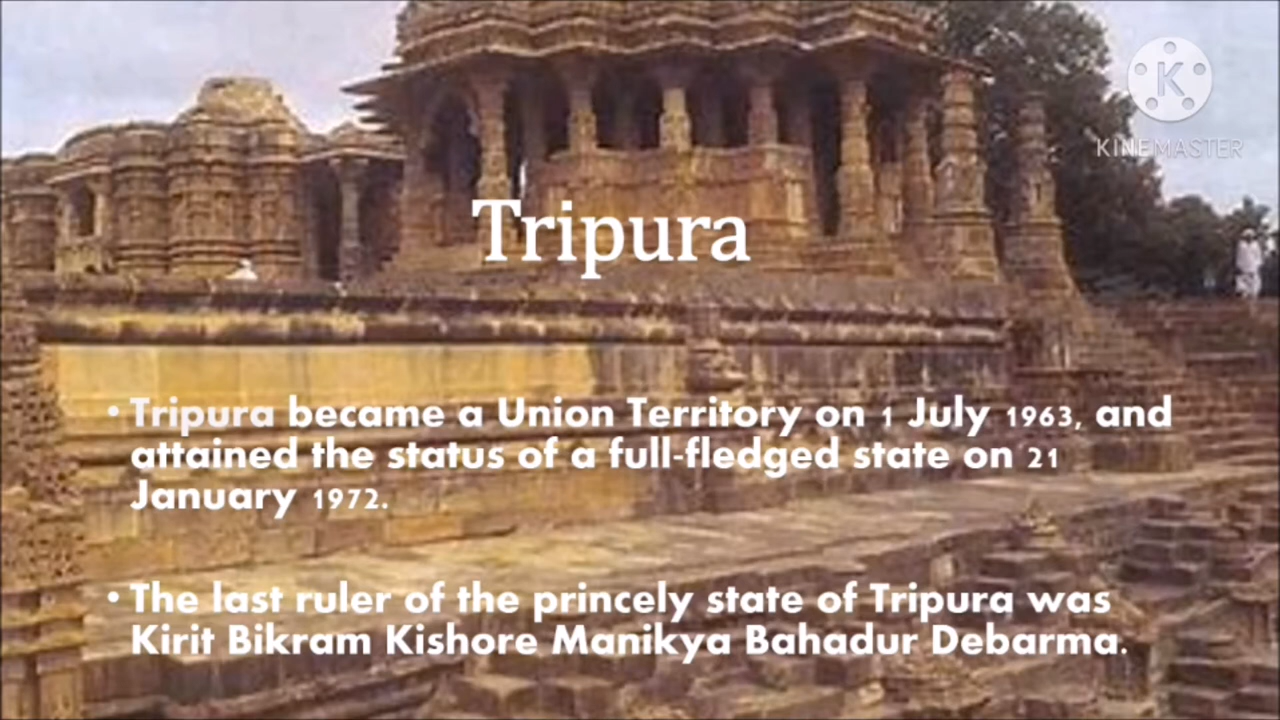 K
KINEMASTER
Tripura
• Tripura became a Union Territory on 1 July 1963, and
attained the status of a full-fledged state on 21
January 1972.
• The last ruler of the princely state of Tripura was
Kirit Bikram Kishore Manikya Bahadur Debarma.